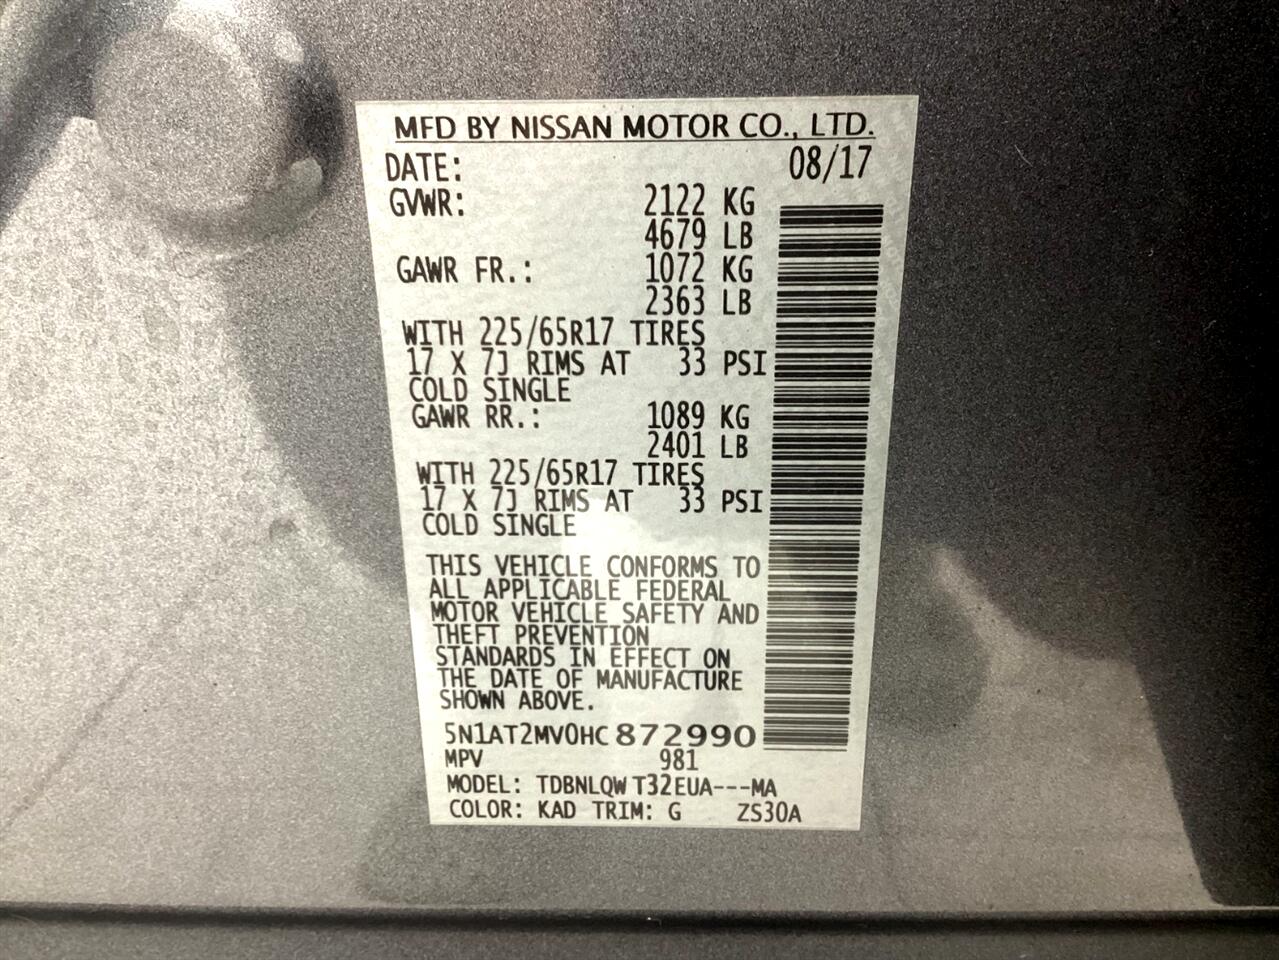 MFD BY NISSAN MOTOR CO., LTD.
DATE: 08/17
GVWR: 2122 KG
4679 LB
GAWR FR.: 1072 KG
2363 LB
WITH 225/65R17 TIRES
17 X 7J RIMS AT 33 PSI
COLD SINGLE
GAWR RR.: 1089 KG
2401 LB
WITH 225/65R17 TIRES
17 X 7J RIMS AT 33 PSI
COLD SINGLE
THIS VEHICLE CONFORMS TO
ALL APPLICABLE FEDERAL
MOTOR VEHICLE SAFETY AND
THEFT PREVENTION
STANDARDS IN EFFECT ON
THE DATE OF MANUFACTURE
SHOWN ABOVE.
5N1AT2MV0HC872990
MPV 981
MODEL: TDBNLQW T32EUA---MA
COLOR: KAD TRIM: G ZS30A